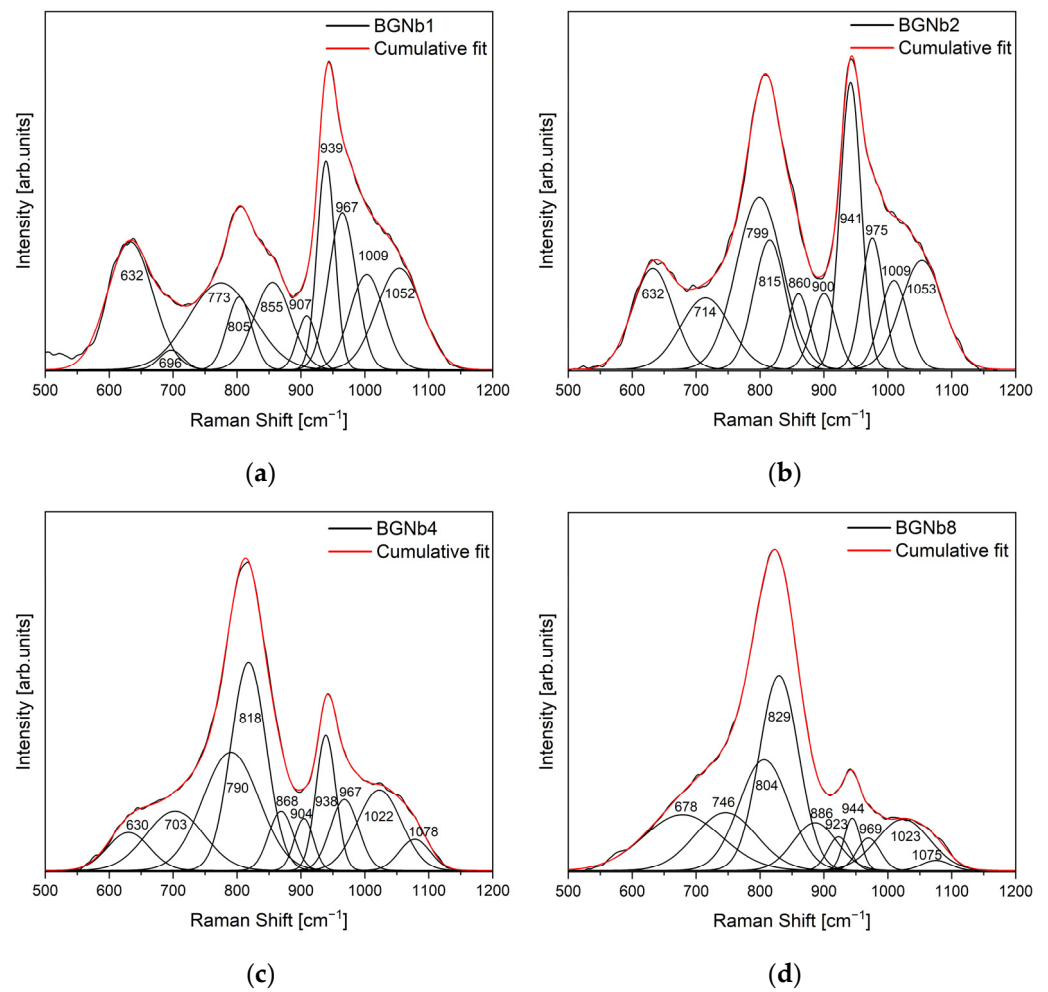 BGNb1
Cumulative fit
Intensity [arb.units]
632
696
773
805
855
907
939
967
1009
1052
500 600 700 800 900 1000 1100 1200
Raman Shift [cm⁻¹]
(a)
BGNb2
Cumulative fit
Intensity [arb.units]
632
714
799
815
860
900
941
975
1009
1053
500 600 700 800 900 1000 1100 1200
Raman Shift [cm⁻¹]
(b)
BGNb4
Cumulative fit
Intensity [arb.units]
630
703
790
818
868
904
938
967
1022
1078
500 600 700 800 900 1000 1100 1200
Raman Shift [cm⁻¹]
(c)
BGNb8
Cumulative fit
Intensity [arb.units]
678
746
804
829
886
923
944
969
1023
1075
500 600 700 800 900 1000 1100 1200
Raman Shift [cm⁻¹]
(d)